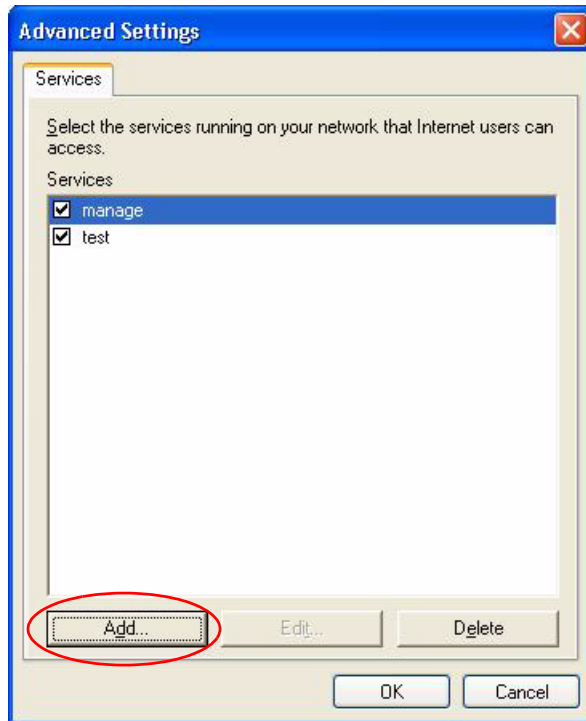 Advanced Settings
Services
Select the services running on your network that Internet users can
access.
Services
manage
test
Add...
Edit...
Delete
OK
Cancel